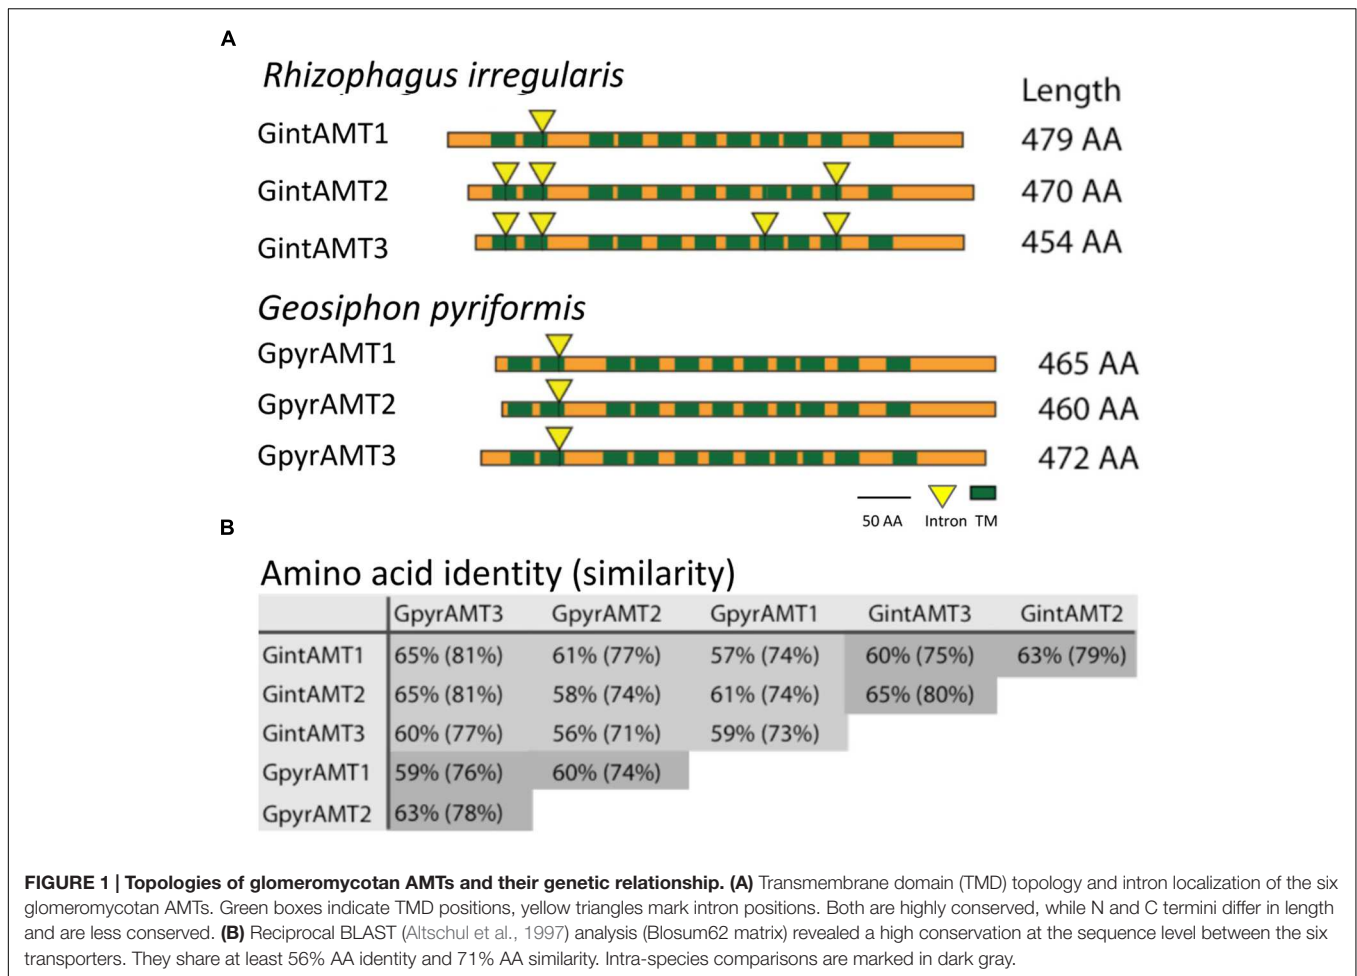 A
Rhizophagus irregularis
Length
GintAMT1 479 AA
GintAMT2 470 AA
GintAMT3 454 AA
Geosiphon pyriformis
GpyrAMT1 465 AA
GpyrAMT2 460 AA
GpyrAMT3 472 AA
50 AA Intron TM
B
Amino acid identity (similarity)
GpyrAMT3 GpyrAMT2 GpyrAMT1 GintAMT3 GintAMT2
GintAMT1 65% (81%) 61% (77%) 57% (74%) 60% (75%) 63% (79%)
GintAMT2 65% (81%) 58% (74%) 61% (74%) 65% (80%)
GintAMT3 60% (77%) 56% (71%) 59% (73%)
GpyrAMT1 59% (76%) 60% (74%)
GpyrAMT2 63% (78%)
FIGURE 1 | Topologies of glomeromycotan AMTs and their genetic relationship. (A) Transmembrane domain (TMD) topology and intron localization of the six
glomeromycotan AMTs. Green boxes indicate TMD positions, yellow triangles mark intron positions. Both are highly conserved, while N and C termini differ in length
and are less conserved. (B) Reciprocal BLAST (Altschul et al., 1997) analysis (Blosum62 matrix) revealed a high conservation at the sequence level between the six
transporters. They share at least 56% AA identity and 71% AA similarity. Intra-species comparisons are marked in dark gray.